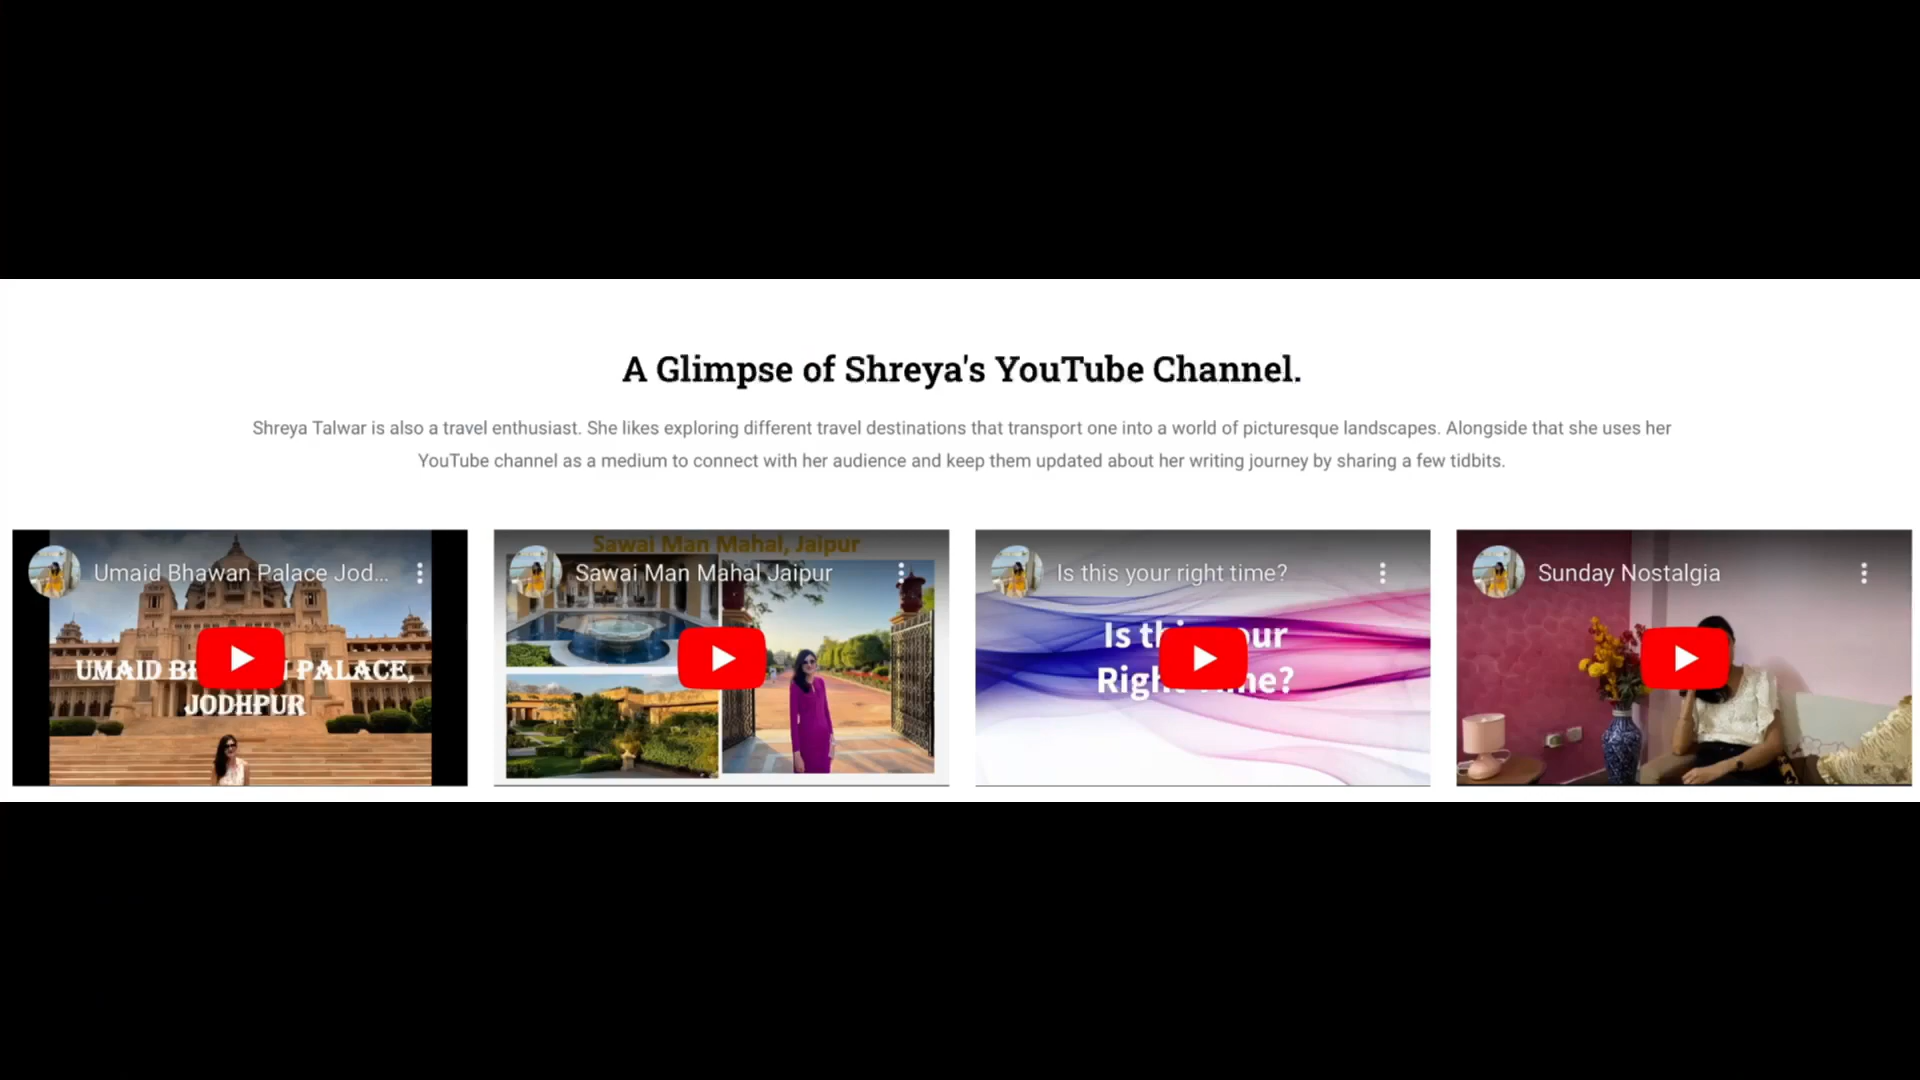 A Glimpse of Shreya's YouTube Channel.
Shreya Talwar is also a travel enthusiast. She likes exploring different travel destinations that transport one into a world of picturesque landscapes. Alongside that she uses her
YouTube channel as a medium to connect with her audience and keep them updated about her writing journey by sharing a few tidbits.
Umaid Bhawan Palace Jod...
UMAID PALACE,
JODHPUR
Sawai Man Mahal, Jaipur
Sawai Man Mahal Jaipur
Is this your right time?
Is
Sunday Nostalgia